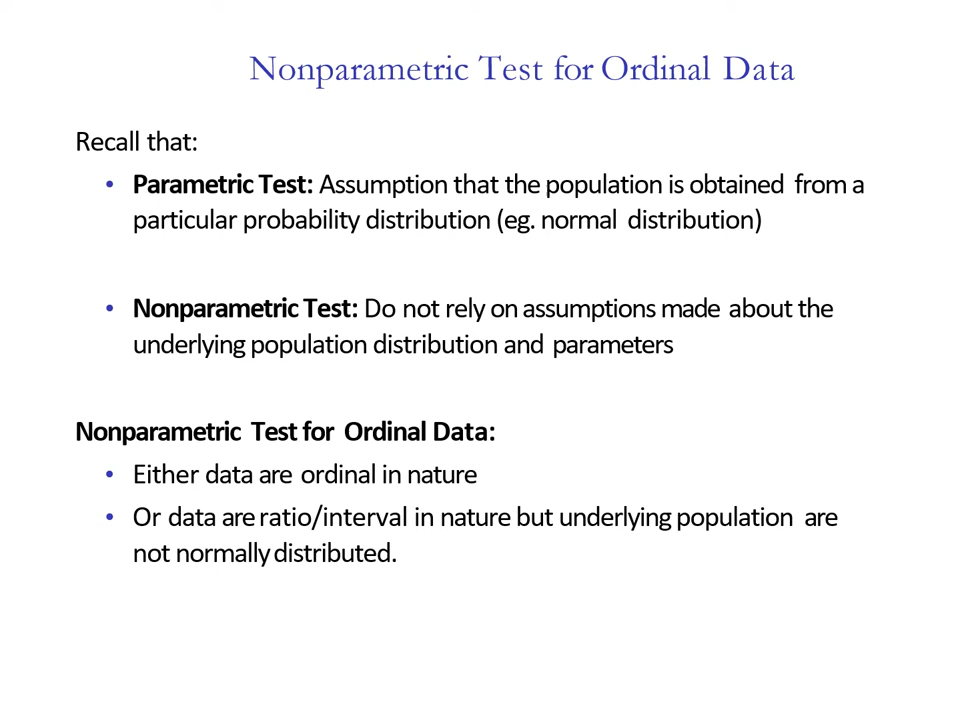 Nonparametric Test for Ordinal Data
Recall that:
• Parametric Test: Assumption that the population is obtained from a
particular probability distribution (eg. normal distribution)
• Nonparametric Test: Do not rely on assumptions made about the
underlying population distribution and parameters
Nonparametric Test for Ordinal Data:
• Either data are ordinal in nature
• Or data are ratio/interval in nature but underlying population are
not normally distributed.